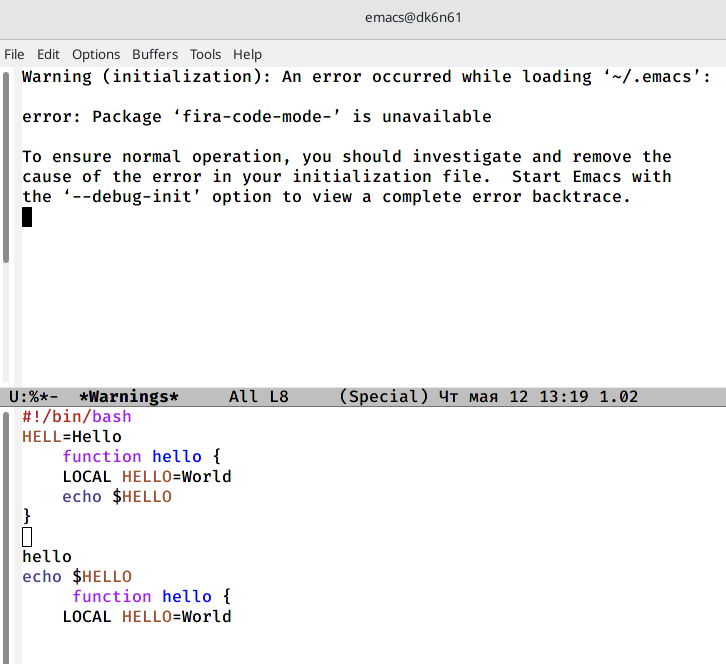 emacs@dk6n61
File Edit Options Buffers Tools Help
Warning (initialization): An error occurred while loading ‘~/.emacs’:
error: Package ‘fira-code-mode-’ is unavailable
To ensure normal operation, you should investigate and remove the
cause of the error in your initialization file.  Start Emacs with
the ‘--debug-init’ option to view a complete error backtrace.
U:%*-  *Warnings*     All L8     (Special) Чт мая 12 13:19 1.02
#!/bin/bash
HELL=Hello
    function hello {
    LOCAL HELLO=World
    echo $HELLO
}
hello
echo $HELLO
     function hello {
    LOCAL HELLO=World